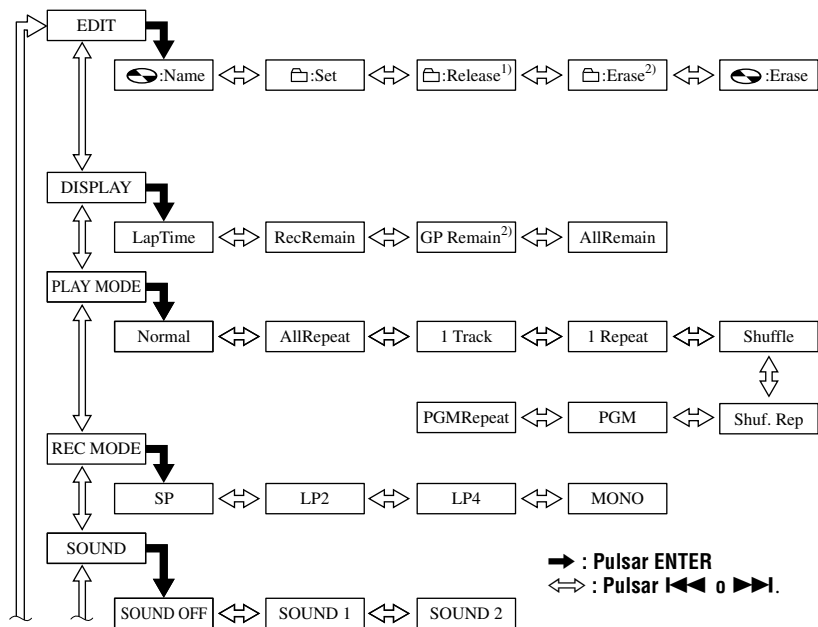 EDIT
:Name :Set :Release1) :Erase2) :Erase
DISPLAY
LapTime RecRemain GP Remain2) AllRemain
PLAY MODE
Normal AllRepeat 1 Track 1 Repeat Shuffle
PGMRepeat PGM Shuf. Rep
REC MODE
SP LP2 LP4 MONO
SOUND
: Pulsar ENTER
: Pulsar o .
SOUND OFF SOUND 1 SOUND 2